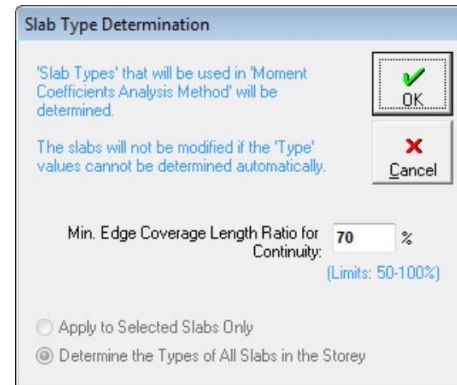 Slab Type Determination
'Slab Types' that will be used in 'Moment
Coefficients Analysis Method' will be
determined.
OK
The slabs will not be modified if the 'Type'
values cannot be determined automatically.
Cancel
Min. Edge Coverage Length Ratio for
Continuity:
70 %
(Limits: 50-100%)
Apply to Selected Slabs Only
Determine the Types of All Slabs in the Storey